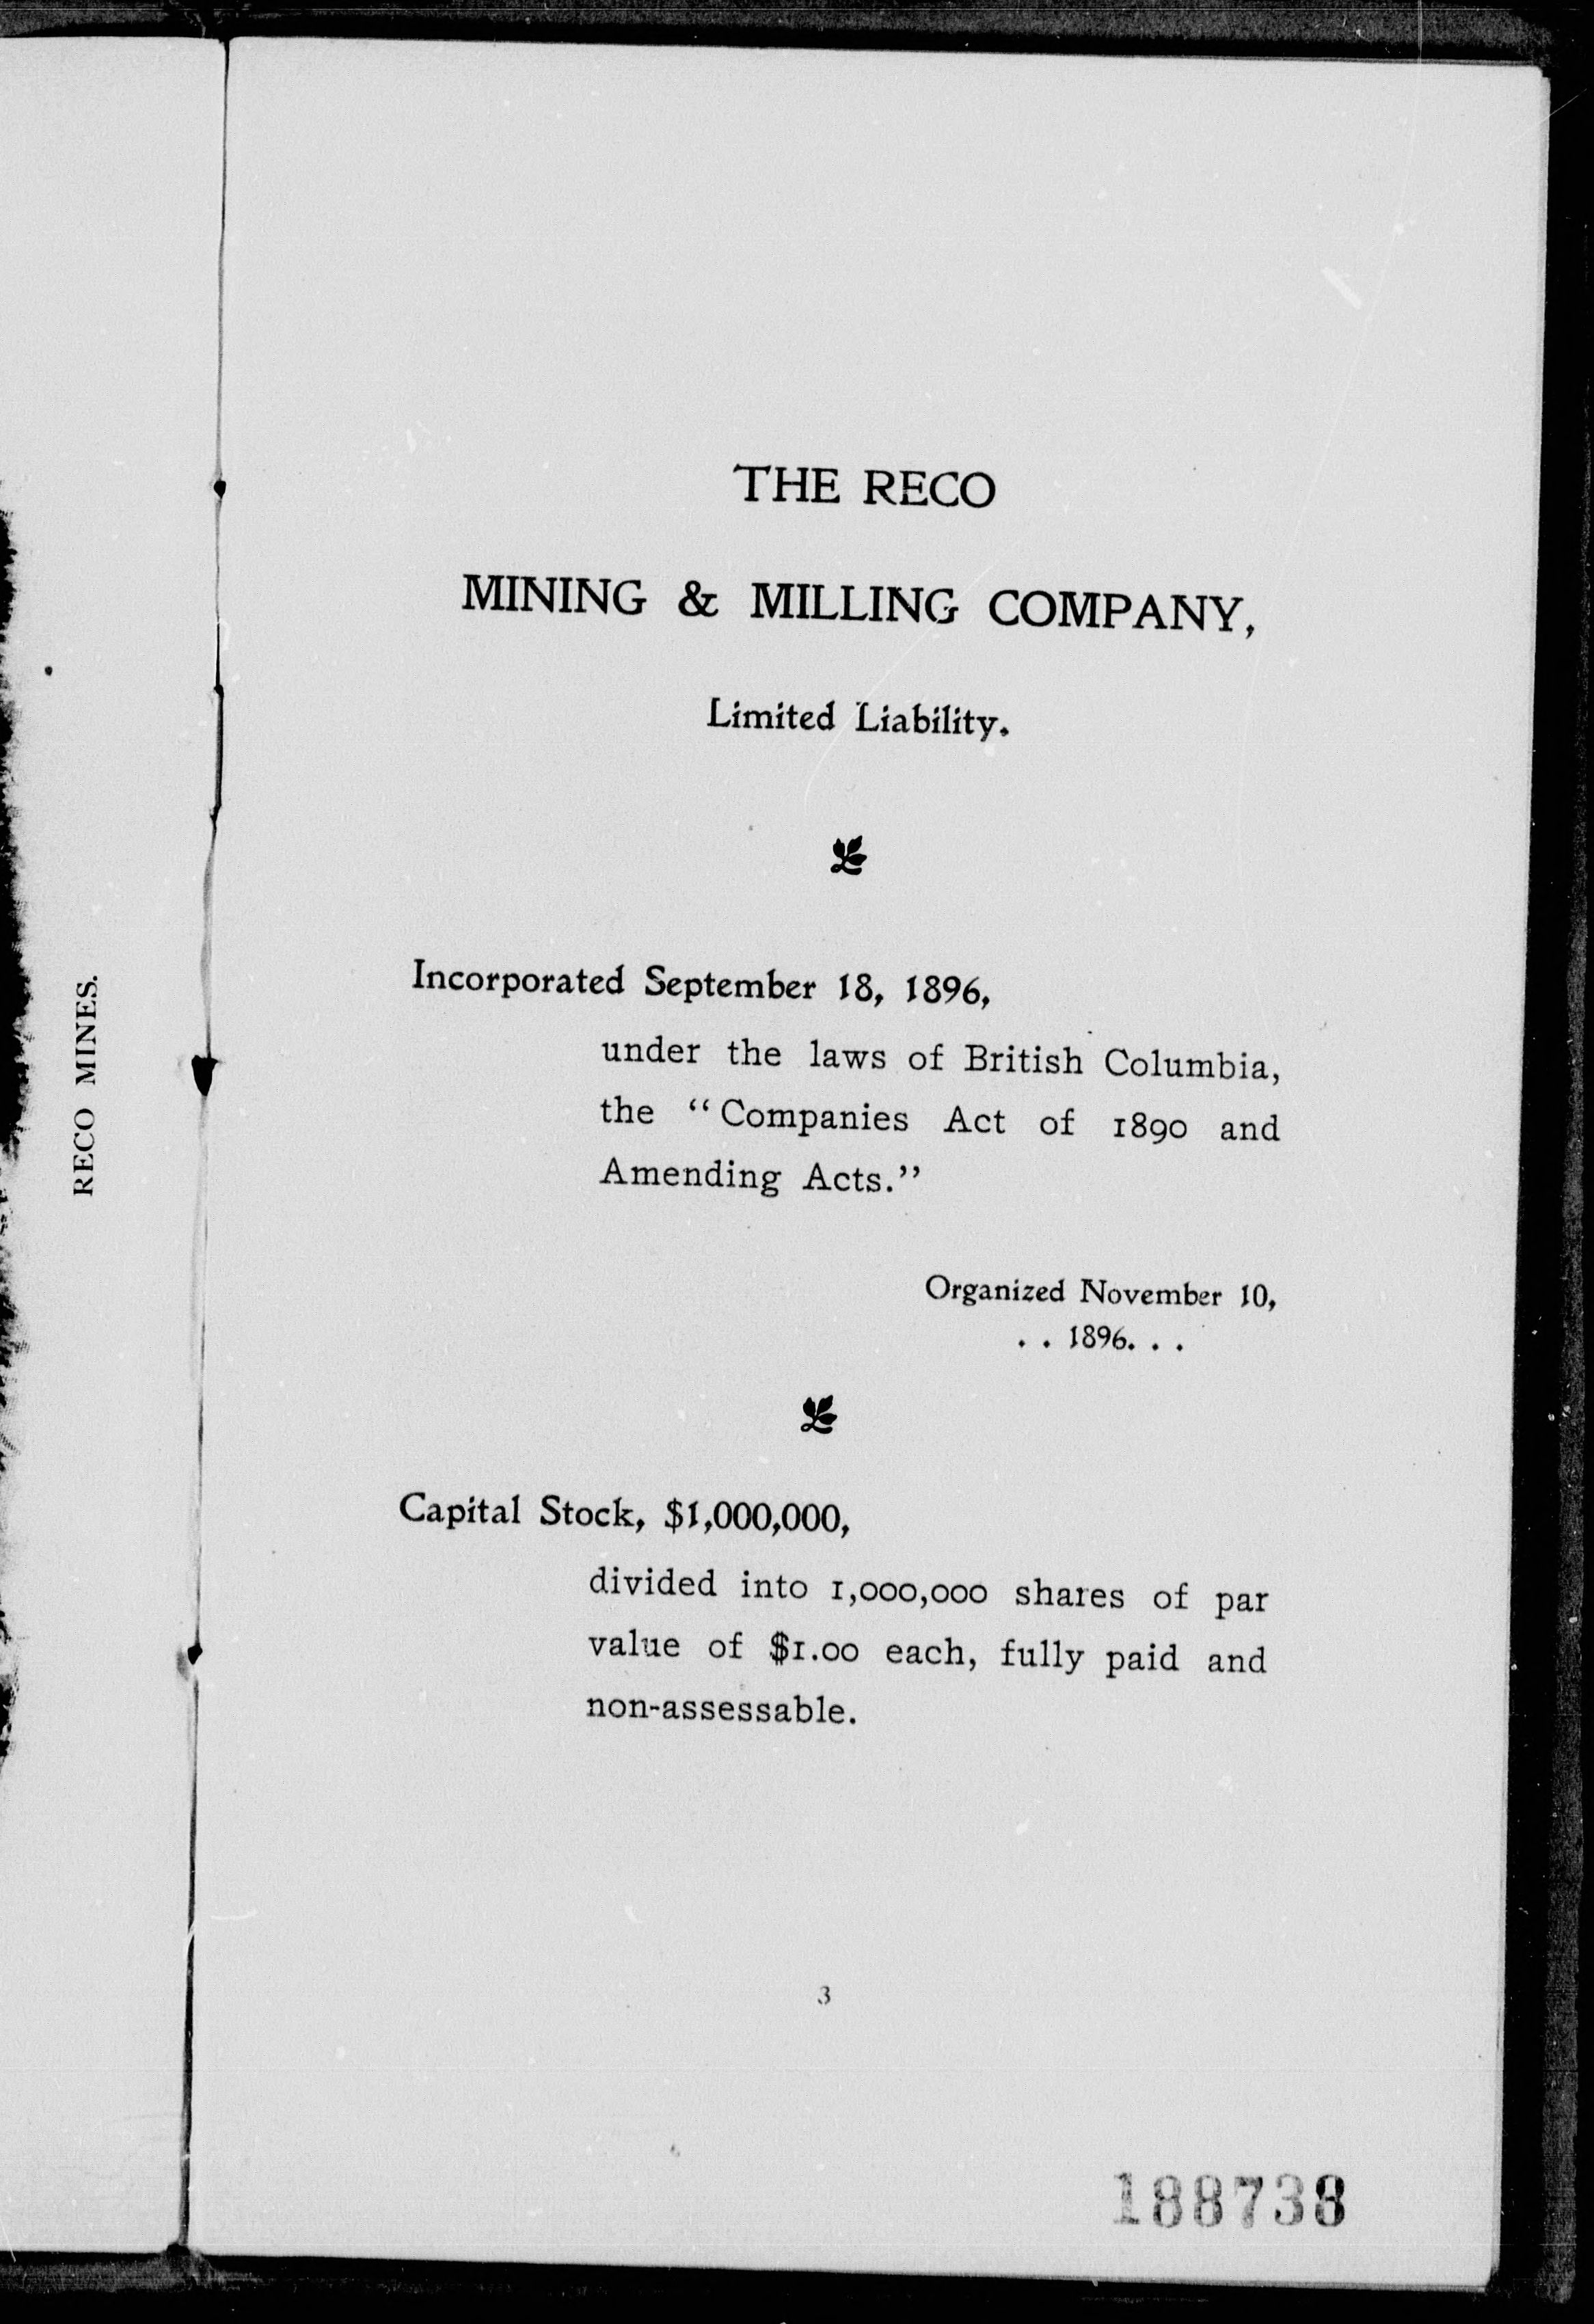 RECO MINES.
THE RECO
MINING & MILLING COMPANY,
Limited Liability.
Incorporated September 18, 1896,
under the laws of British Columbia,
the “Companies Act of 1890 and
Amending Acts.”
Organized November 10,
. . 1896. . .
Capital Stock, $1,000,000,
divided into 1,000,000 shares of par
value of $1.00 each, fully paid and
non-assessable.
3
188738